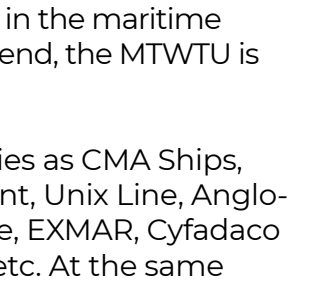 in the maritime
end, the MTWTU is
ies as CMA Ships,
nt, Unix Line, Anglo-
e, EXMAR, Cyfadaco
etc. At the same